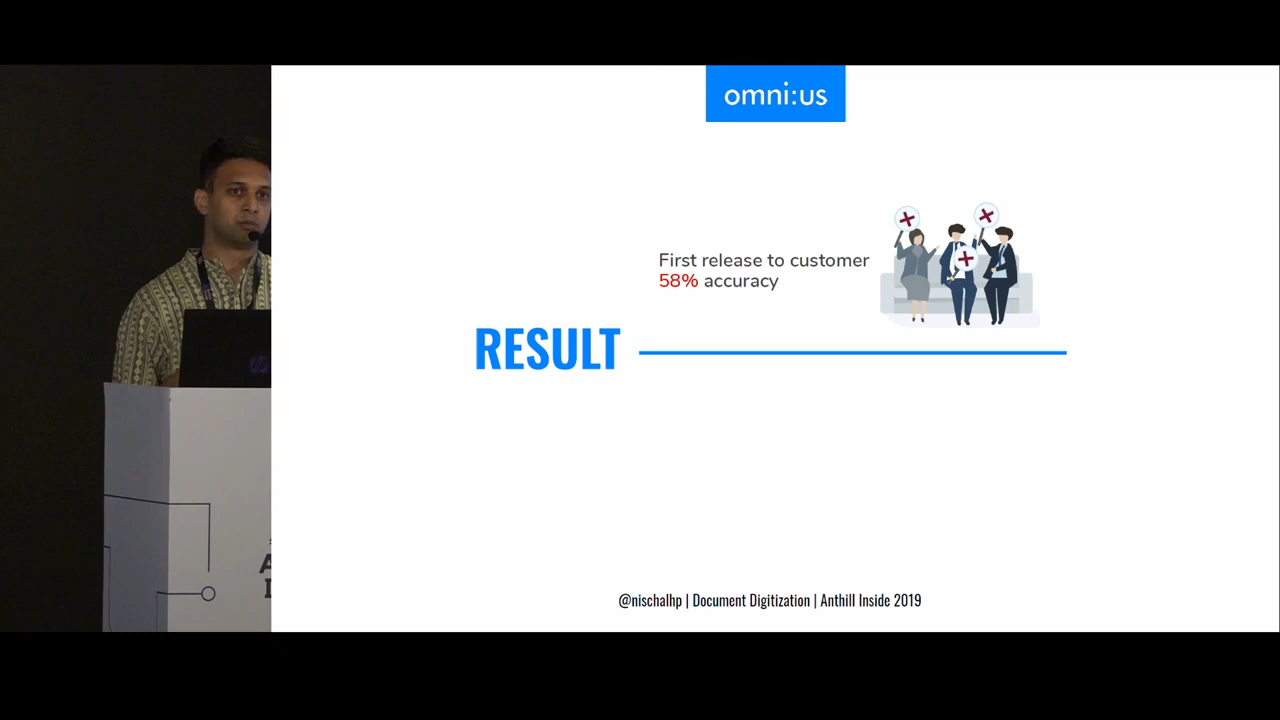 omni:us
First release to customer
58% accuracy
RESULT
@nischalhp | Document Digitization | Anthill Inside 2019